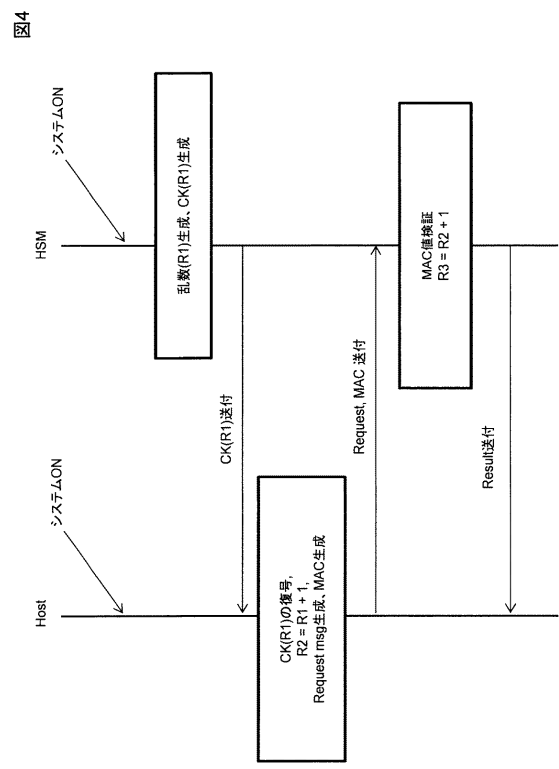 図4
Host
HSM
システムON
システムON
乱数(R1)生成、CK(R1)生成
CK(R1)送付
CK(R1)の復号,
R2 = R1 + 1,
Request msg生成、MAC生成
Request, MAC 送付
MAC値検証
R3 = R2 + 1
Result送付